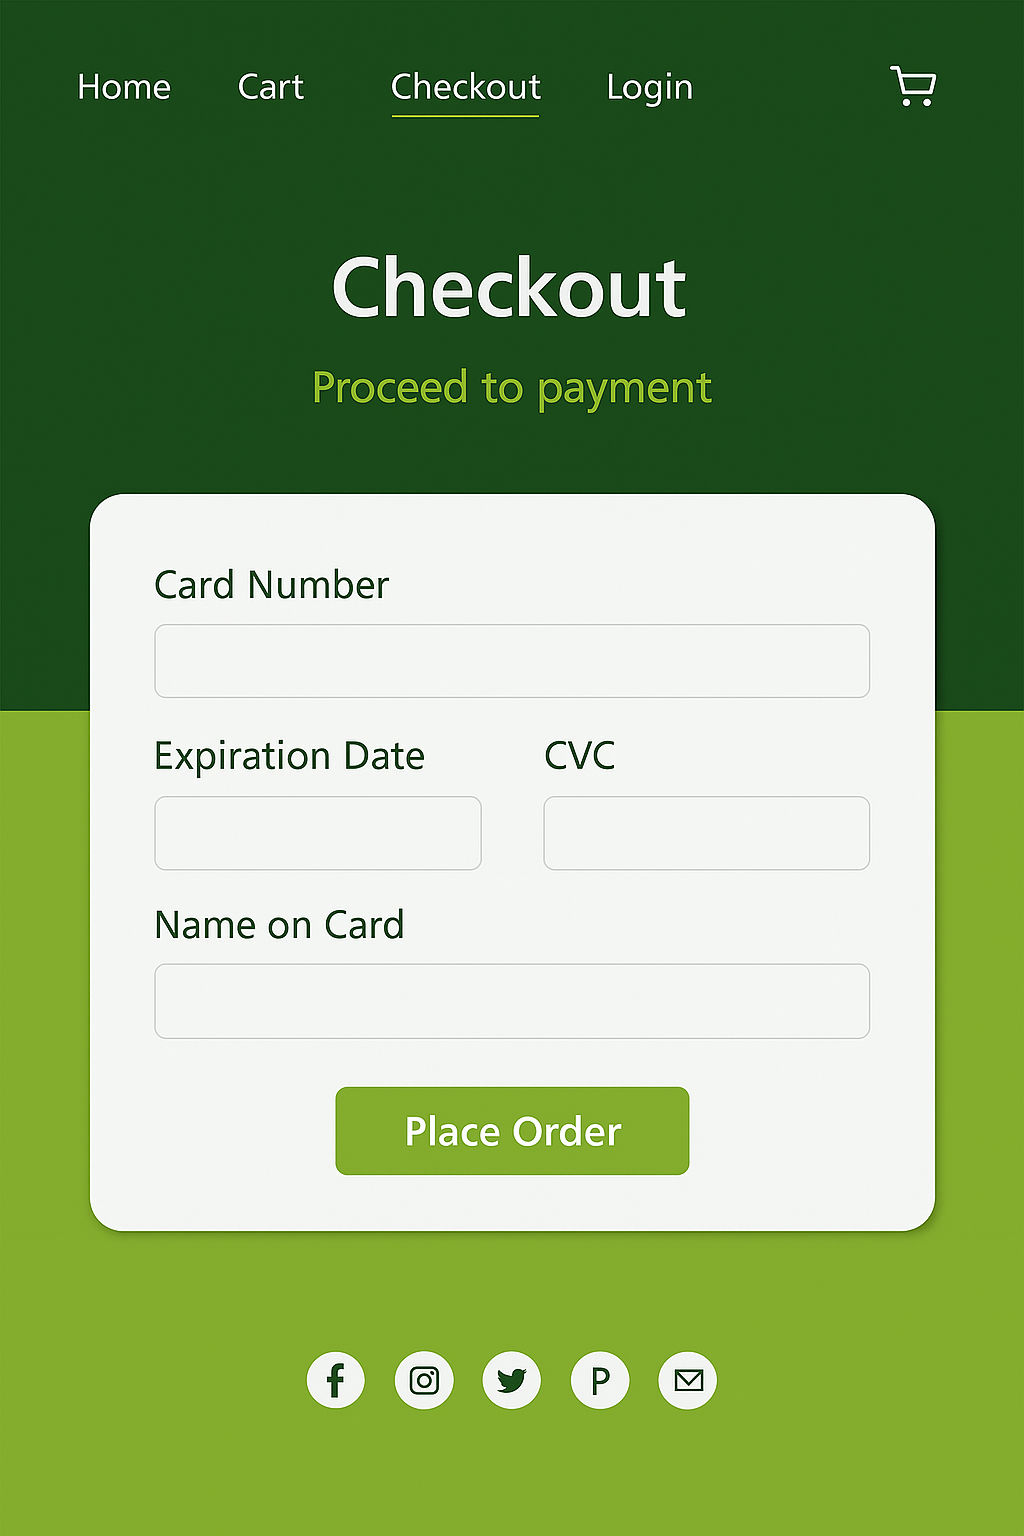 Home Cart Checkout Login
Checkout
Proceed to payment
Card Number
Expiration Date CVC
Name on Card
Place Order
f P